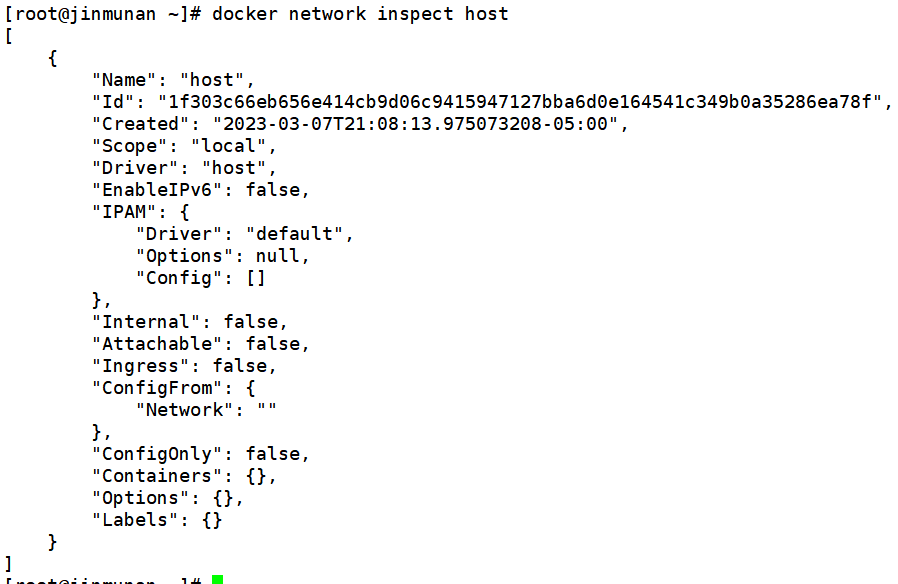 [root@jinmunan ~]# docker network inspect host
[
    {
        "Name": "host",
        "Id": "1f303c66eb656e414cb9d06c9415947127bba6d0e164541c349b0a35286ea78f",
        "Created": "2023-03-07T21:08:13.975073208-05:00",
        "Scope": "local",
        "Driver": "host",
        "EnableIPv6": false,
        "IPAM": {
            "Driver": "default",
            "Options": null,
            "Config": []
        },
        "Internal": false,
        "Attachable": false,
        "Ingress": false,
        "ConfigFrom": {
            "Network": ""
        },
        "ConfigOnly": false,
        "Containers": {},
        "Options": {},
        "Labels": {}
    }
]
[root@jinmunan ~]#